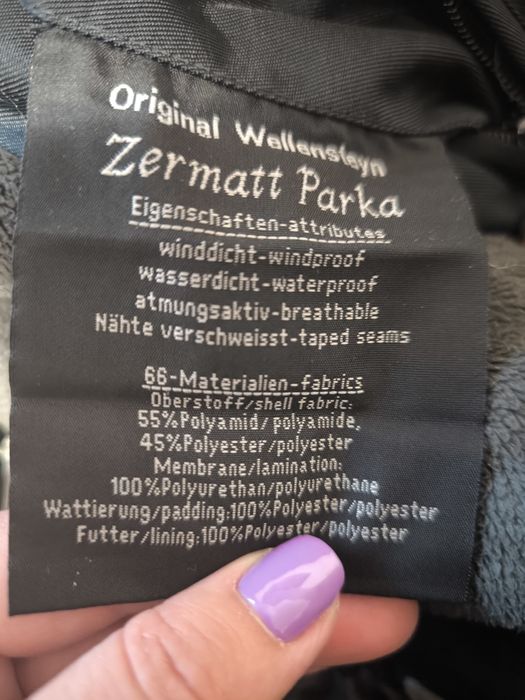 Original Wellensteyn
Zermatt Parka
Eigenschaften-attributes
winddicht-windproof
wasserdicht-waterproof
atmungsaktiv-breathable
Nähte verschweisst-taped seams
66-Materialien-fabrics
Oberstoff/shell fabric:
55%Polyamid/polyamide,
45%Polyester/polyester
Membrane/lamination:
100%Polyurethan/polyurethane
Wattierung/padding:100%Polyester/polyester
Futter/lining:100%Polyester/polyester